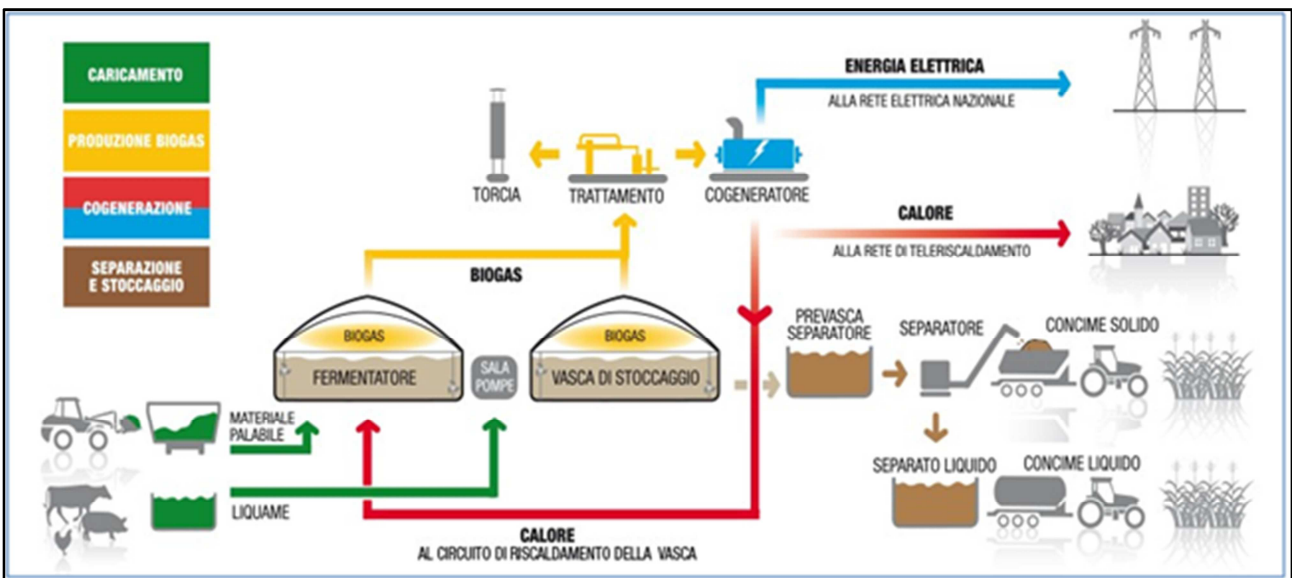 CARICAMENTO
PRODUZIONE BIOGAS
COGENERAZIONE
SEPARAZIONE
E STOCCAGGIO
ENERGIA ELETTRICA
ALLA RETE ELETTRICA NAZIONALE
TORCIA
TRATTAMENTO
COGENERATORE
CALORE
ALLA RETE DI TELERISCALDAMENTO
BIOGAS
BIOGAS
FERMENTATORE
SALA
POMPE
BIOGAS
VASCA DI STOCCAGGIO
PREVASCA
SEPARATORE
SEPARATORE
CONCIME SOLIDO
MATERIALE
PALABILE
LIQUAME
SEPARATO LIQUIDO
CONCIME LIQUIDO
CALORE
AL CIRCUITO DI RISCALDAMENTO DELLA VASCA